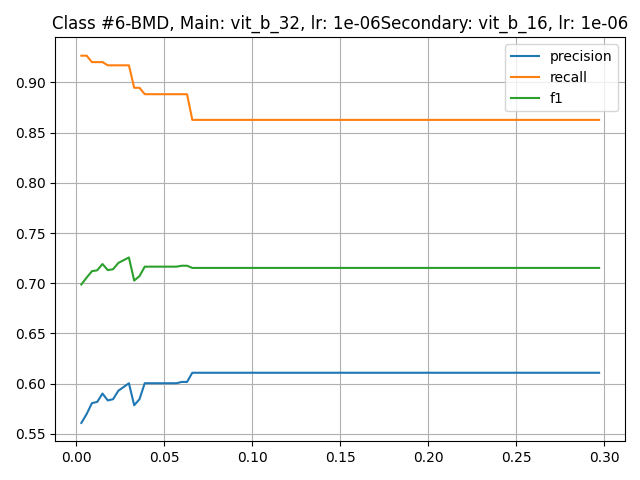 Class #6-BMD, Main: vit_b_32, lr: 1e-06Secondary: vit_b_16, lr: 1e-06
precision
recall
f1
0.90
0.85
0.80
0.75
0.70
0.65
0.60
0.55
0.00 0.05 0.10 0.15 0.20 0.25 0.30